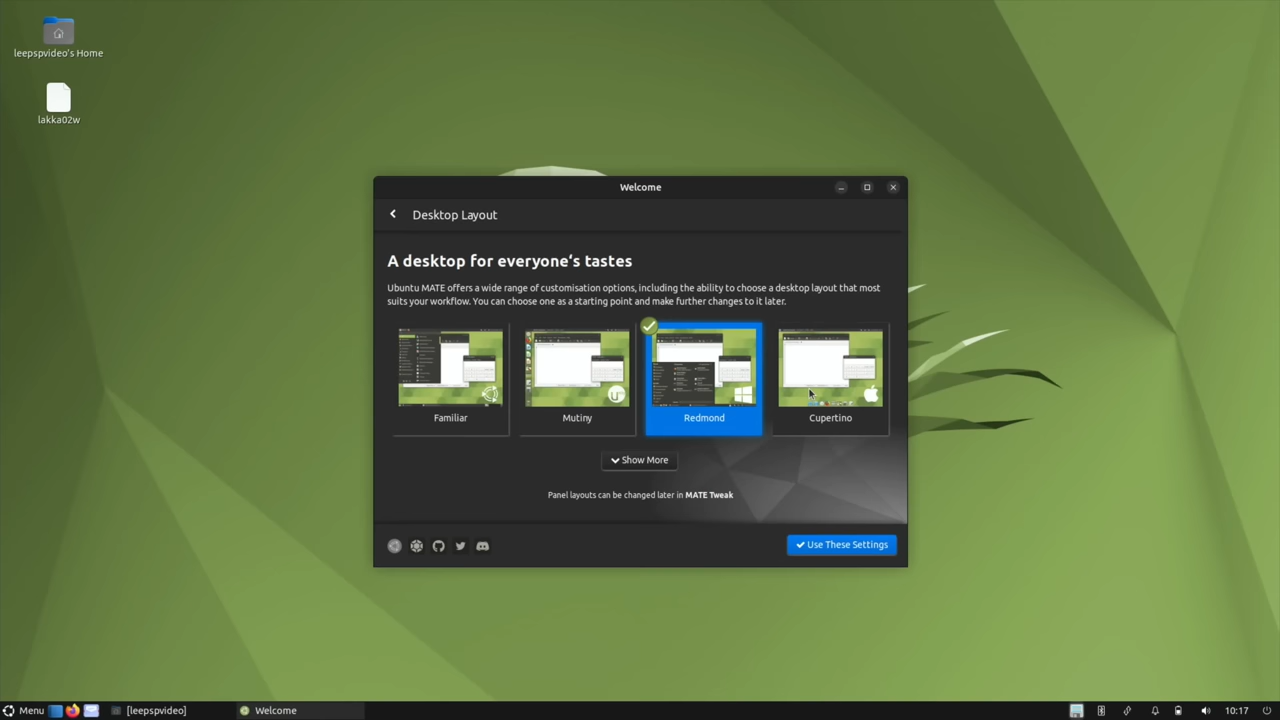 leepspvideo's Home
lakka02w
Welcome
Desktop Layout
A desktop for everyone's tastes
Ubuntu MATE offers a wide range of customisation options, including the ability to choose a desktop layout that most
suits your workflow. You can choose one as a starting point and make further changes to it later.
Familiar
Mutiny
Redmond
Cupertino
Show More
Panel layouts can be changed later in MATE Tweak
Use These Settings
Menu
[leepspvideo]
Welcome
10:17